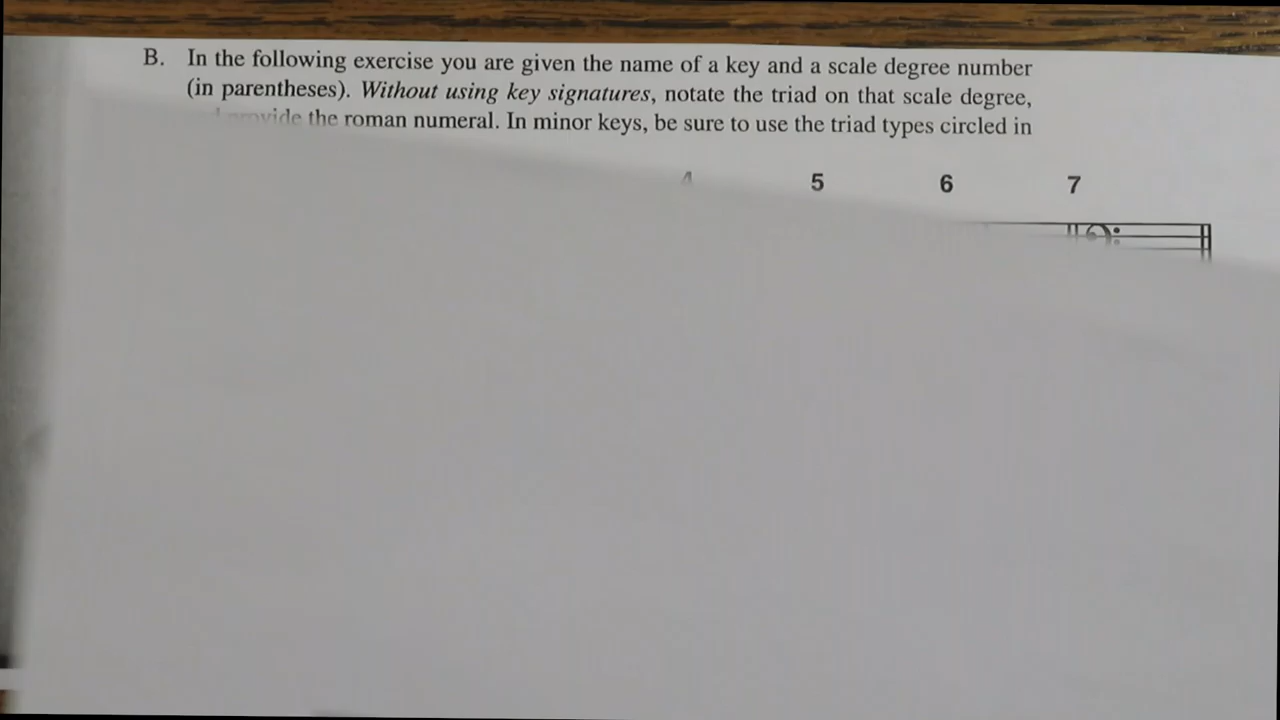 B. In the following exercise you are given the name of a key and a scale degree number
(in parentheses). Without using key signatures, notate the triad on that scale degree,
provide the roman numeral. In minor keys, be sure to use the triad types circled in
5 6 7